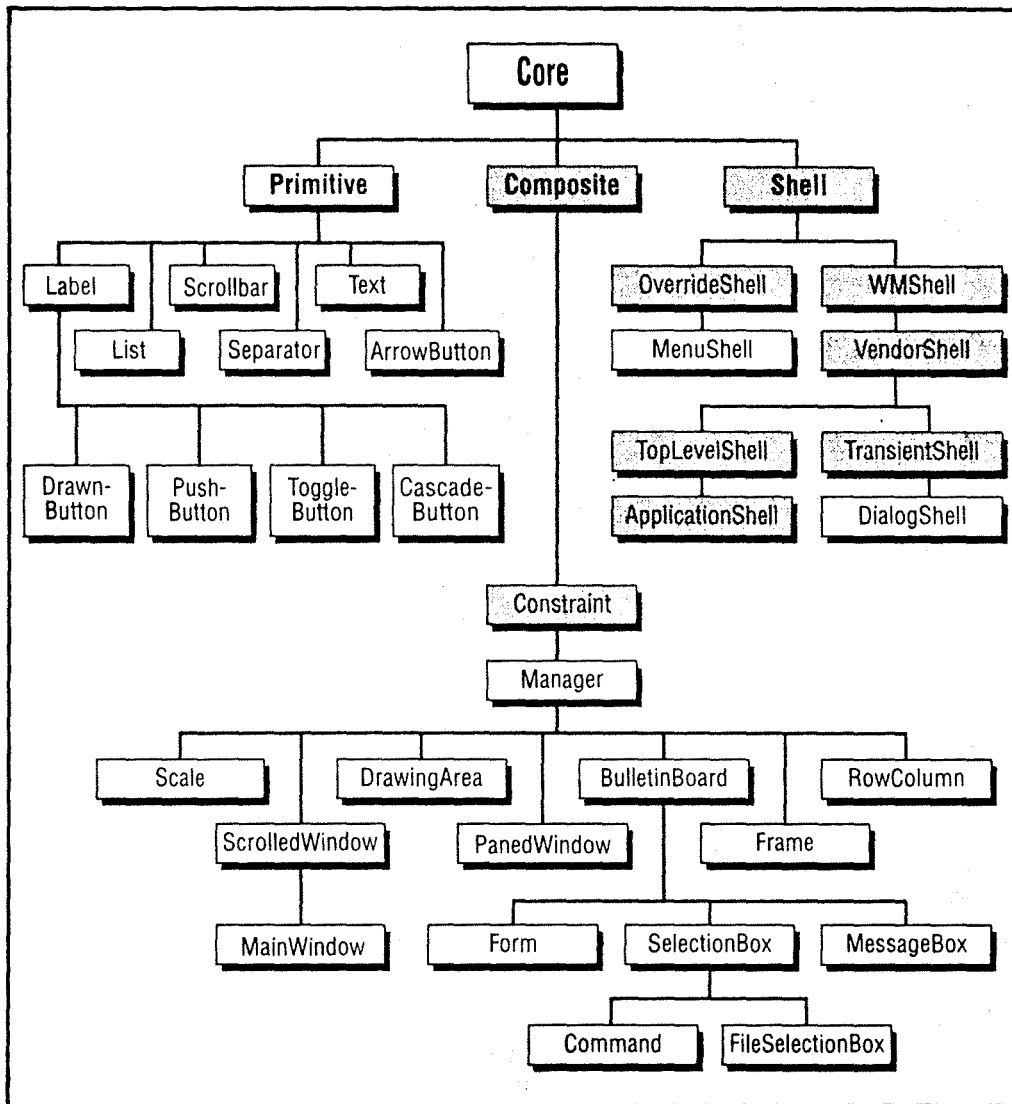 Core
Primitive
Composite
Shell
Label
Scrollbar
Text
OverrideShell
WMShell
List
Separator
ArrowButton
MenuShell
VendorShell
TopLevelShell
TransientShell
Drawn-
Button
Push-
Button
Toggle-
Button
Cascade-
Button
ApplicationShell
DialogShell
Constraint
Manager
Scale
DrawingArea
BulletinBoard
RowColumn
ScrolledWindow
PanedWindow
Frame
MainWindow
Form
SelectionBox
MessageBox
Command
FileSelectionBox